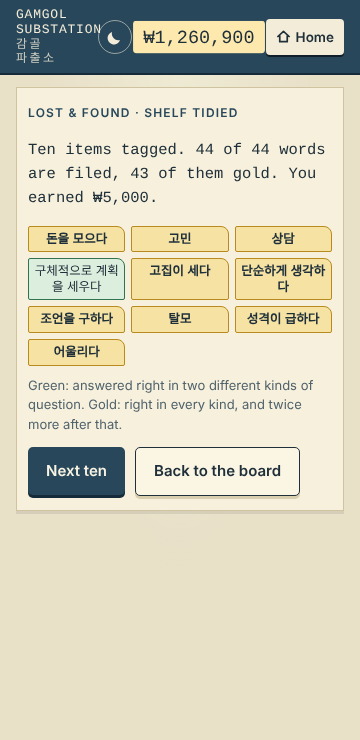 GAMGOL
SUBSTATION
감골
파출소
₩1,260,900
Home
LOST & FOUND · SHELF TIDIED
Ten items tagged. 44 of 44 words
are filed, 43 of them gold. You
earned ₩5,000.
돈을 모으다
고민
상담
구체적으로 계획
을 세우다
고집이 세다
단순하게 생각하
다
조언을 구하다
탈모
성격이 급하다
어울리다
Green: answered right in two different kinds of
question. Gold: right in every kind, and twice
more after that.
Next ten
Back to the board